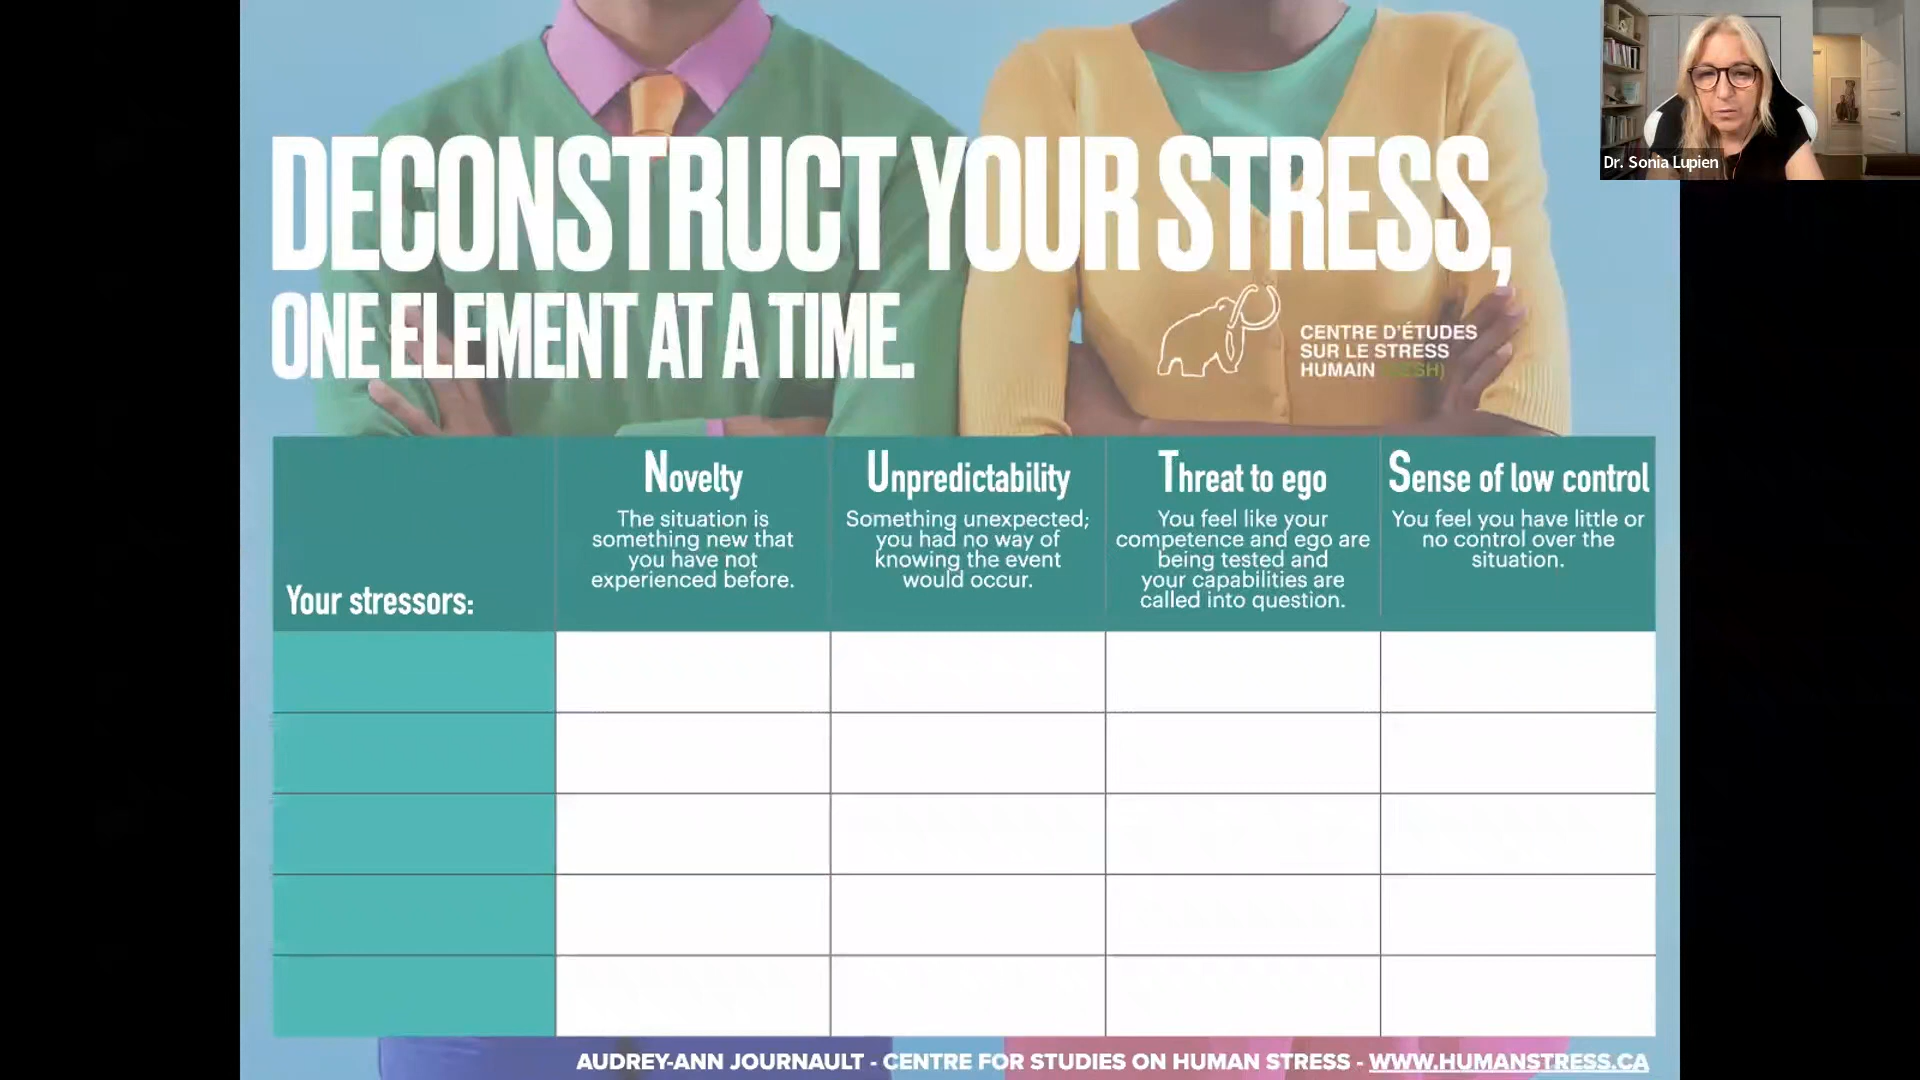 Dr. Sonia Lupien
DECONSTRUCT YOUR STRESS,
ONE ELEMENT AT A TIME.
CENTRE D'ÉTUDES
SUR LE STRESS
HUMAIN (CESH)
Your stressors:
Novelty
The situation is
something new that
you have not
experienced before.
Unpredictability
Something unexpected;
you had no way of
knowing the event
would occur.
Threat to ego
You feel like your
competence and ego are
being tested and
your capabilities are
called into question.
Sense of low control
You feel you have little or
no control over the
situation.
AUDREY-ANN JOURNAULT - CENTRE FOR STUDIES ON HUMAN STRESS - WWW.HUMANSTRESS.CA